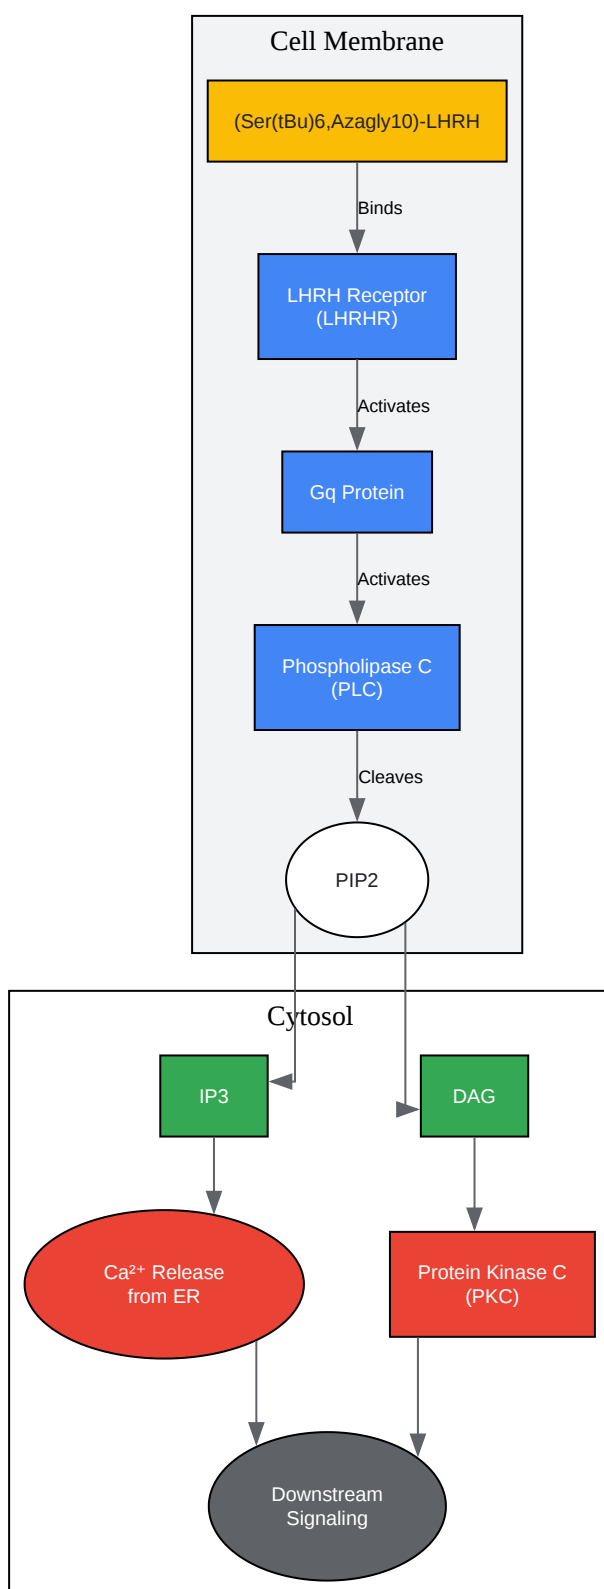 Cell Membrane
(Ser(tBu)6,Azagly10)-LHRH
Binds
LHRH Receptor
(LHRHR)
Activates
Gq Protein
Activates
Phospholipase C
(PLC)
Cleaves
PIP2
Cytosol
IP3
DAG
Ca²⁺ Release
from ER
Protein Kinase C
(PKC)
Downstream
Signaling